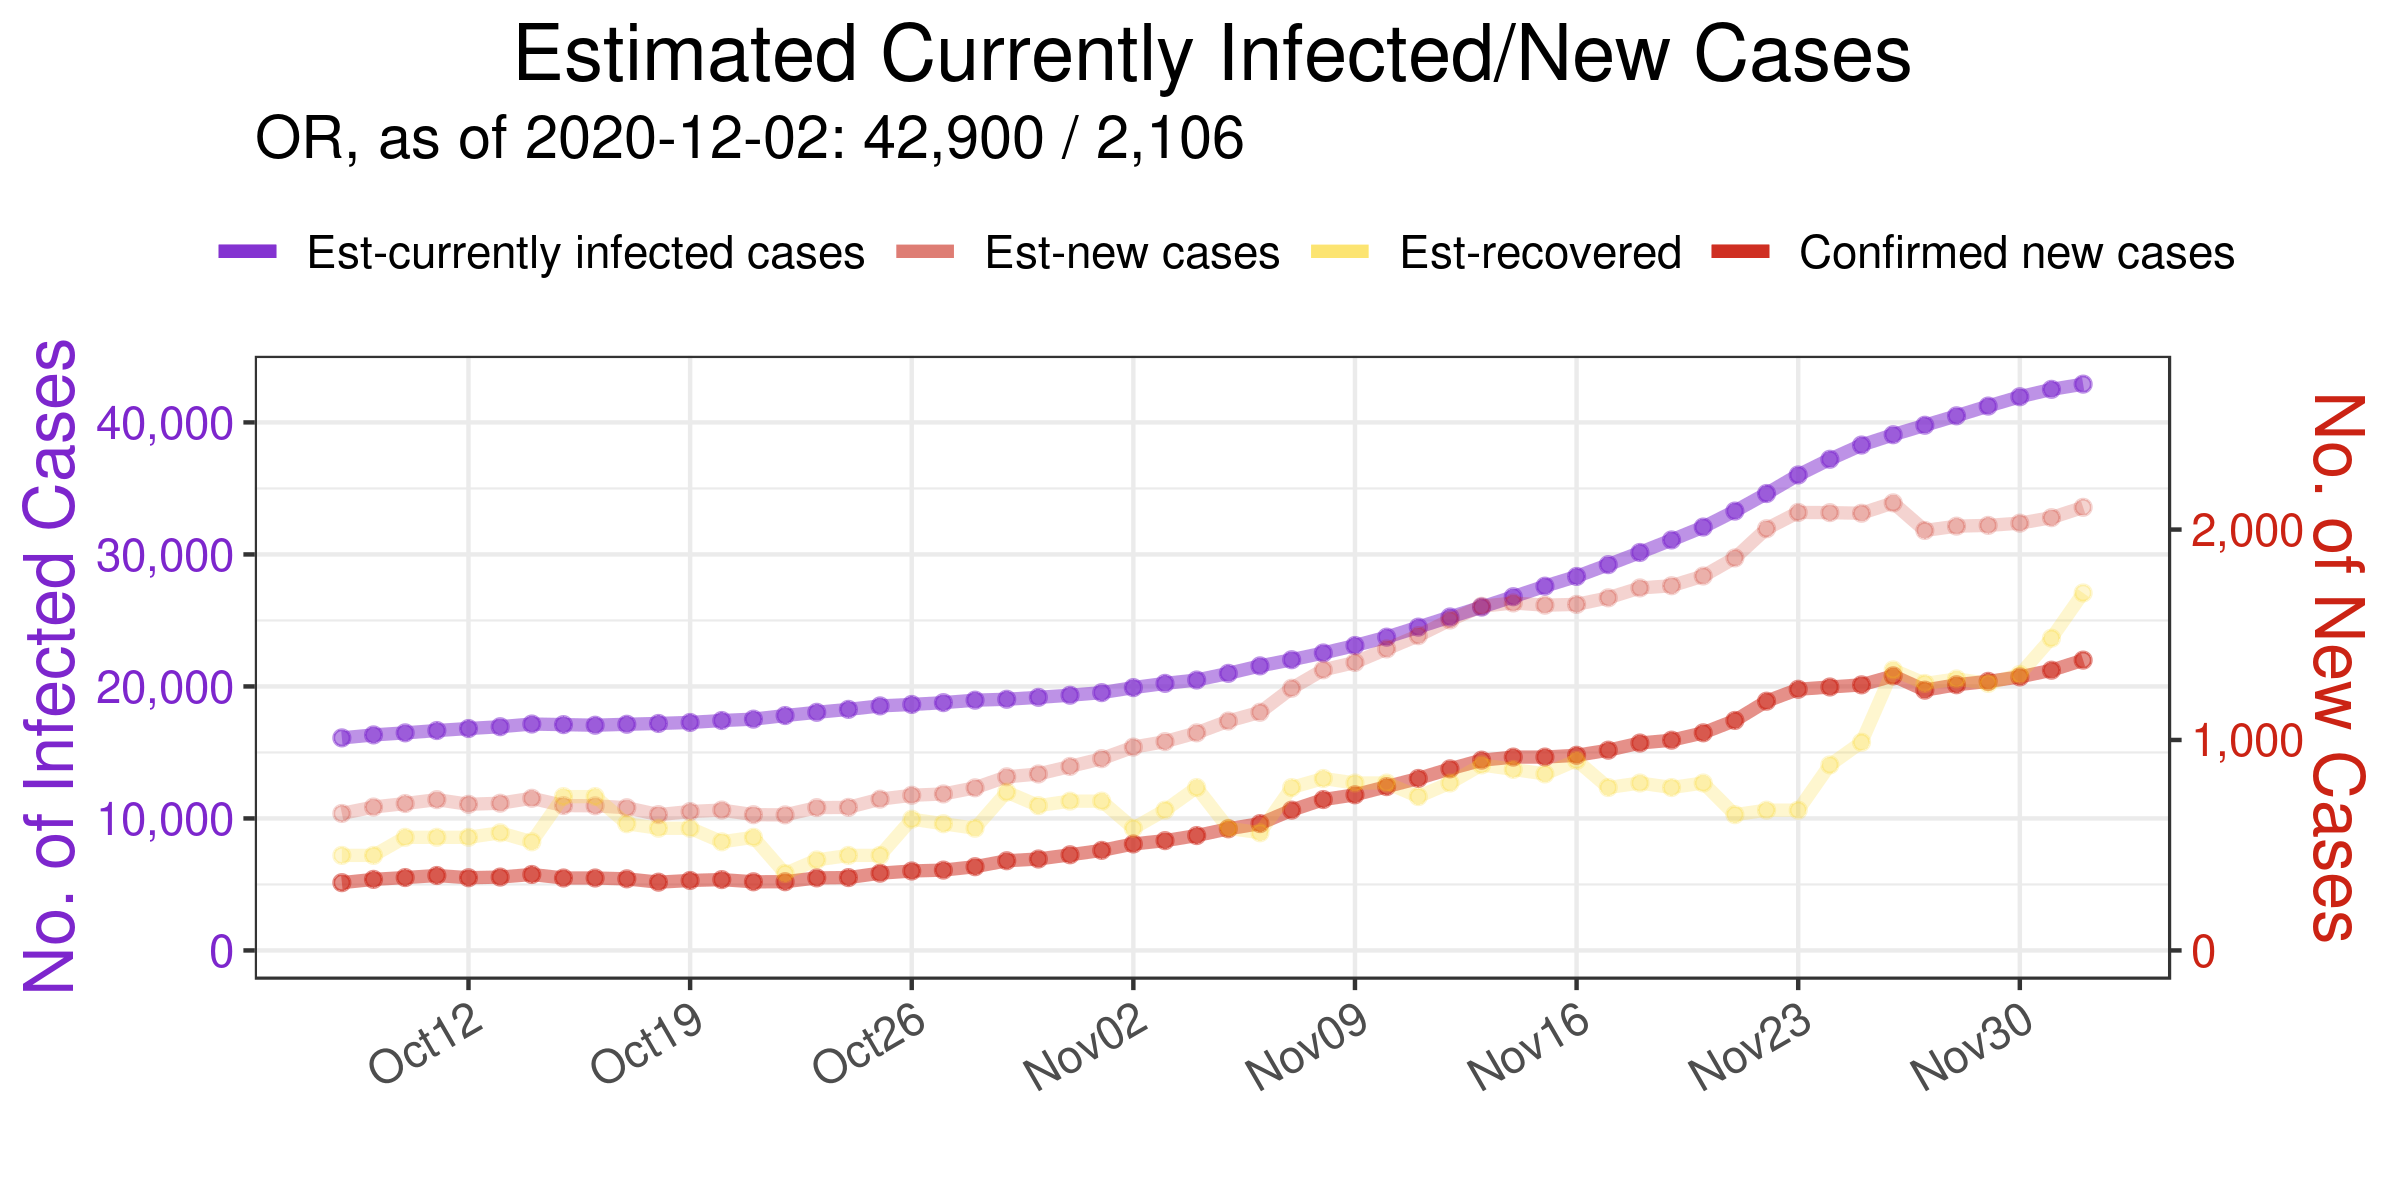 Estimated Currently Infected/New Cases
OR, as of 2020-12-02: 42,900 / 2,106
Est-currently infected cases Est-new cases Est-recovered Confirmed new cases
No. of Infected Cases
40,000
30,000
20,000
10,000
0
No. of New Cases
2,000
1,000
0
Oct12 Oct19 Oct26 Nov02 Nov09 Nov16 Nov23 Nov30